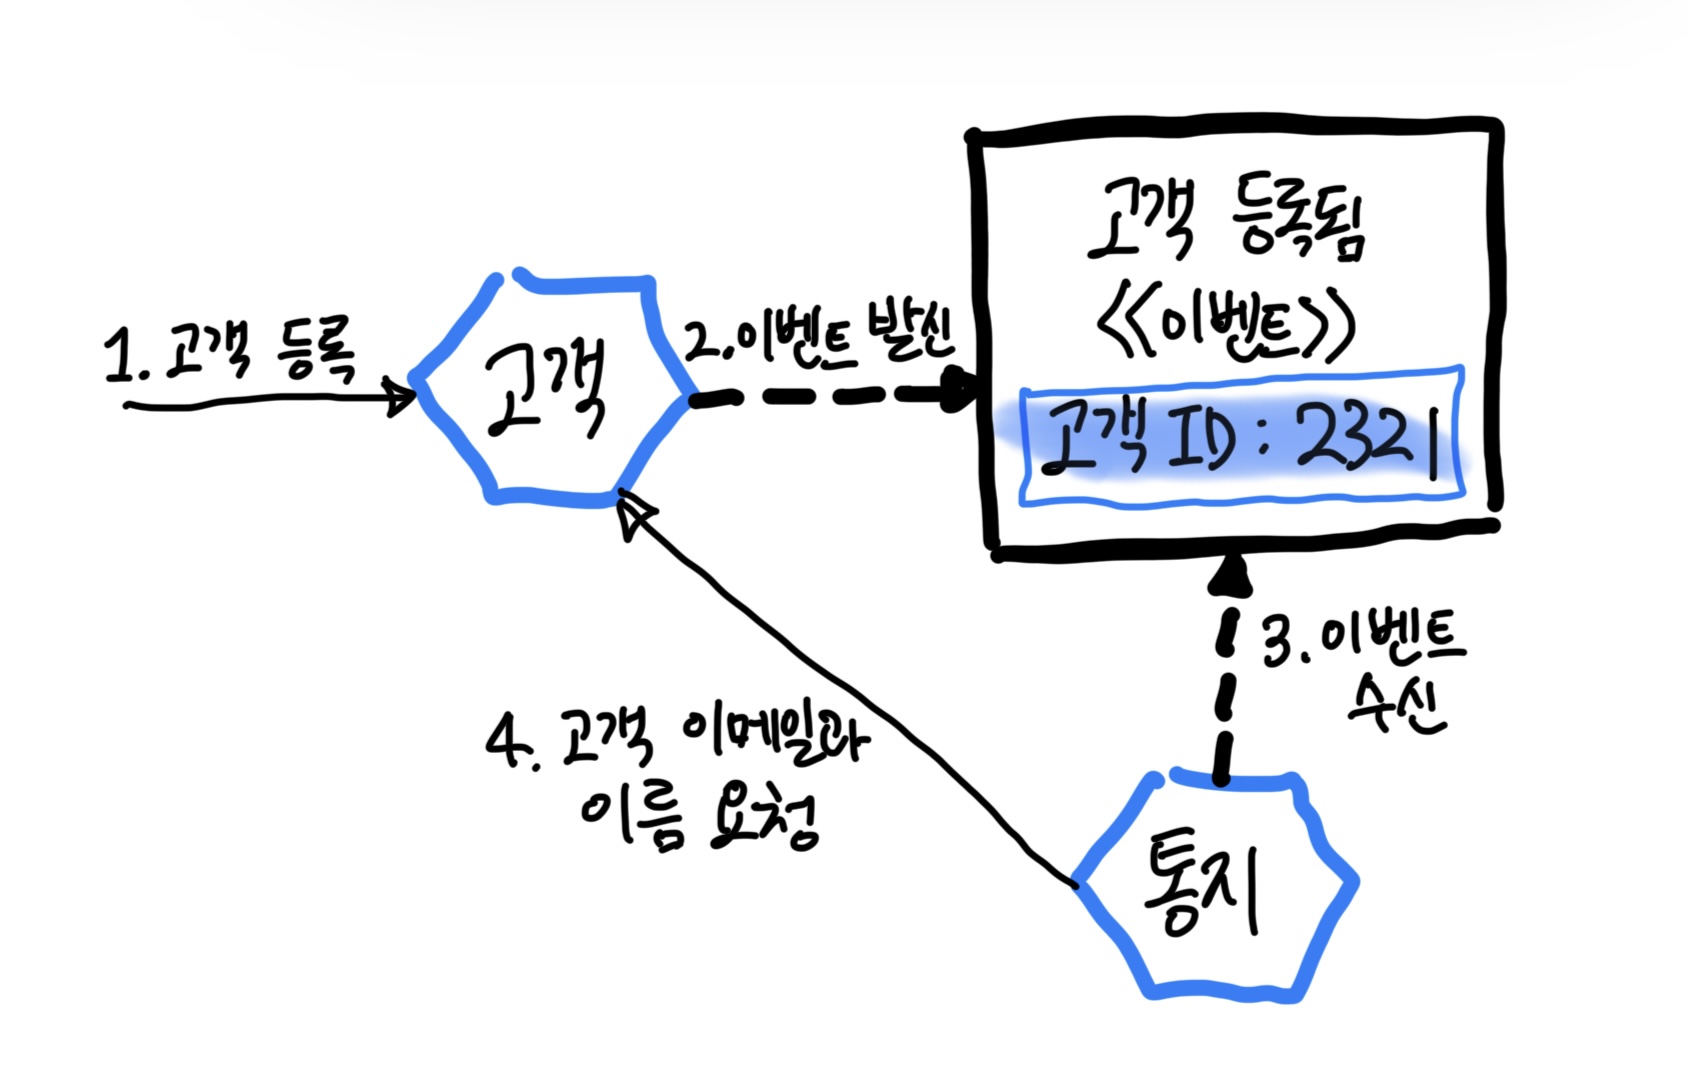 1. 고객 등록
고객
2. 이벤트 발신
고객 등록됨
<<이벤트>>
고객 ID : 2321
3. 이벤트
수신
4. 고객 이메일과
이름 요청
통지